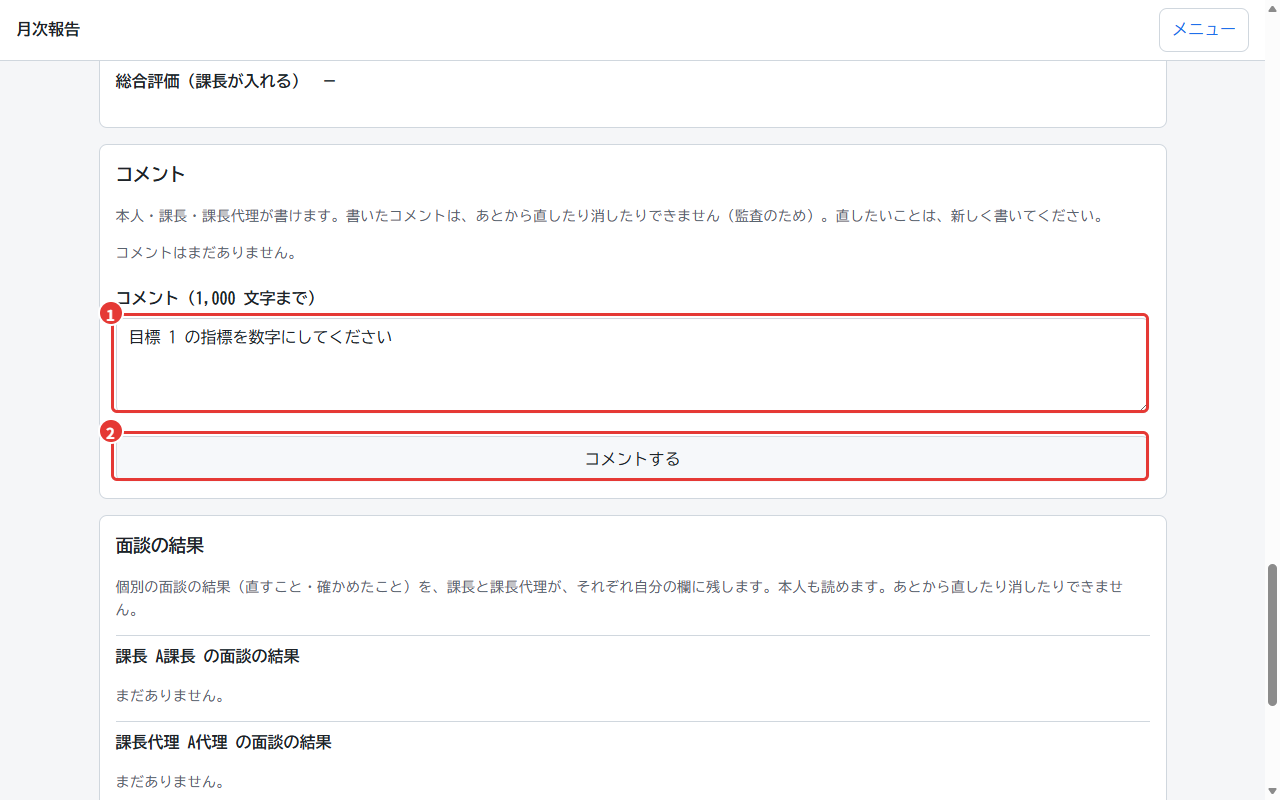 月次報告
メニュー
総合評価（課長が入れる） －
コメント
本人・課長・課長代理が書けます。書いたコメントは、あとから直したり消したりできません（監査のため）。直したいことは、新しく書いてください。
コメントはまだありません。
コメント（1,000 文字まで）
1
目標 1 の指標を数字にしてください
2
コメントする
面談の結果
個別の面談の結果（直すこと・確かめたこと）を、課長と課長代理が、それぞれ自分の欄に残します。本人も読めます。あとから直したり消したりできませ
ん。
課長 A課長 の面談の結果
まだありません。
課長代理 A代理 の面談の結果
まだありません。